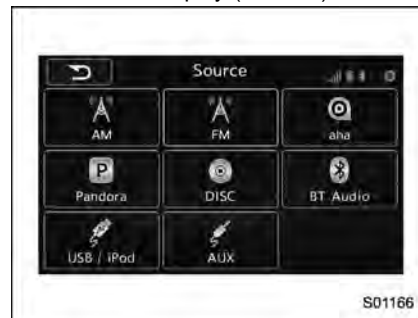 Source
AM
FM
aha
P
Pandora
DISC
BT Audio
USB / iPod
AUX
S01166